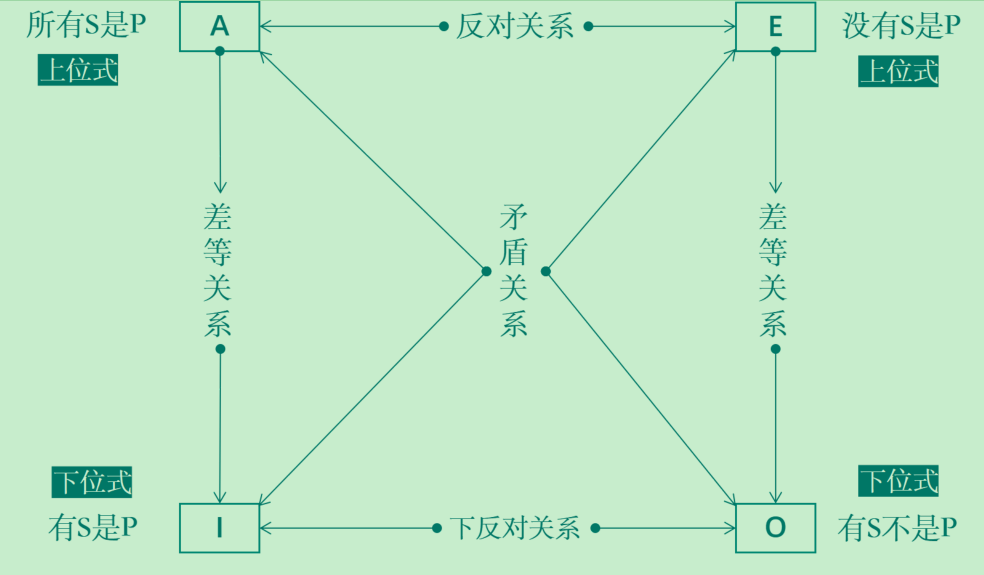 所有S是P
A
反对关系
E
没有S是P
上位式
上位式
差等关系
矛盾关系
差等关系
下位式
下位式
有S是P
I
下反对关系
O
有S不是P